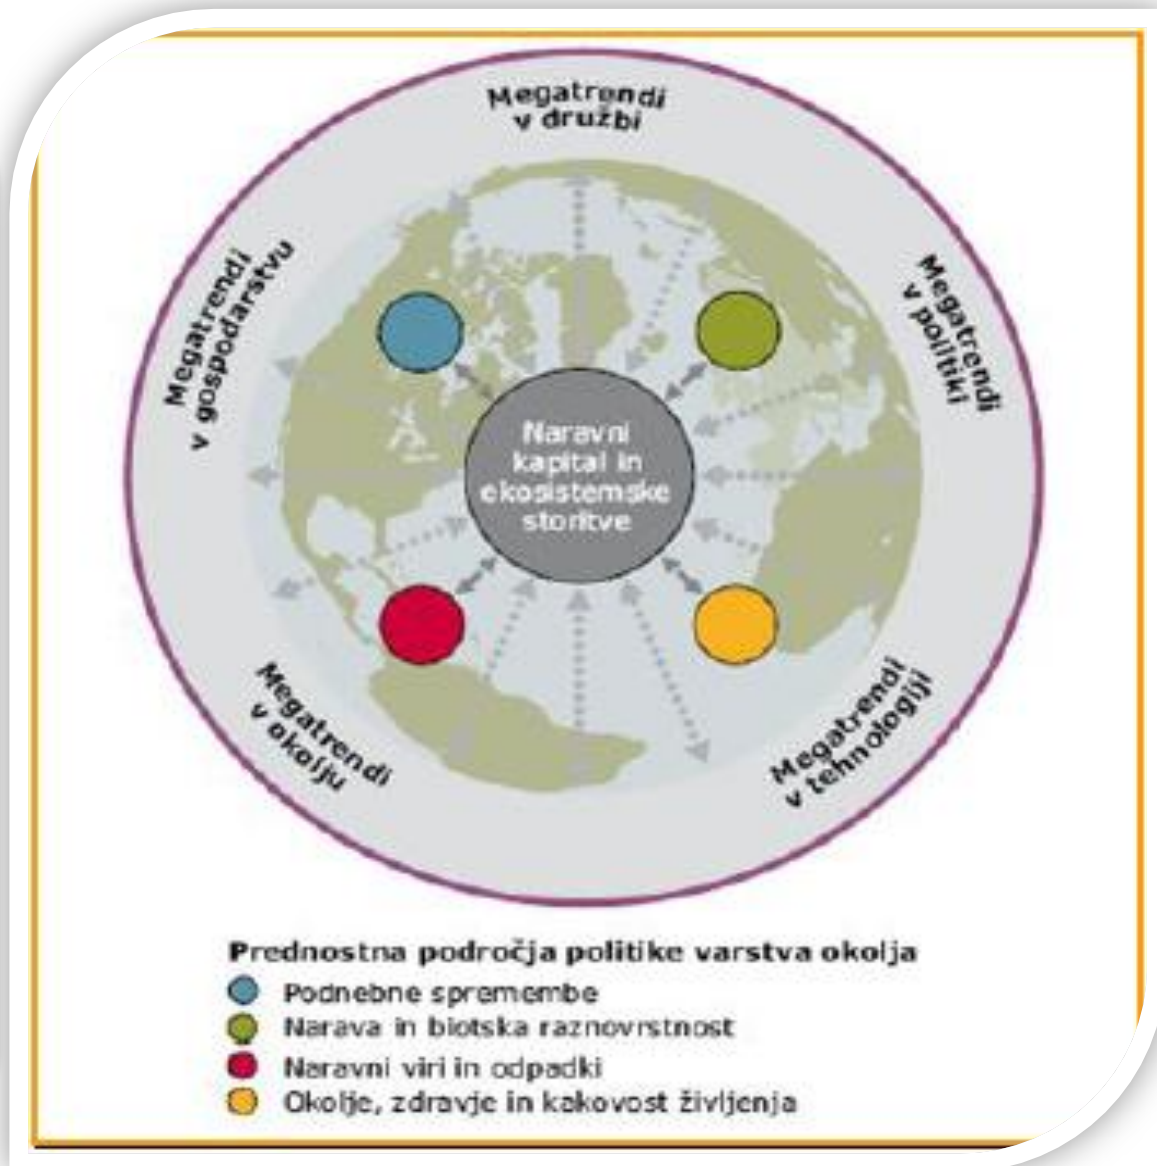 Megatrendi
v družbi
Megatrendi
v gospodarstvu
Megatrendi
v politiki
Naravni
kapital in
ekosistemske
storitve
Megatrendi
v okolju
Megatrendi
v tehnologiji
Prednostna področja politike varstva okolja
Podnebne spremembe
Narava in biotska raznovrstnost
Naravni viri in odpadki
Okolje, zdravje in kakovost življenja